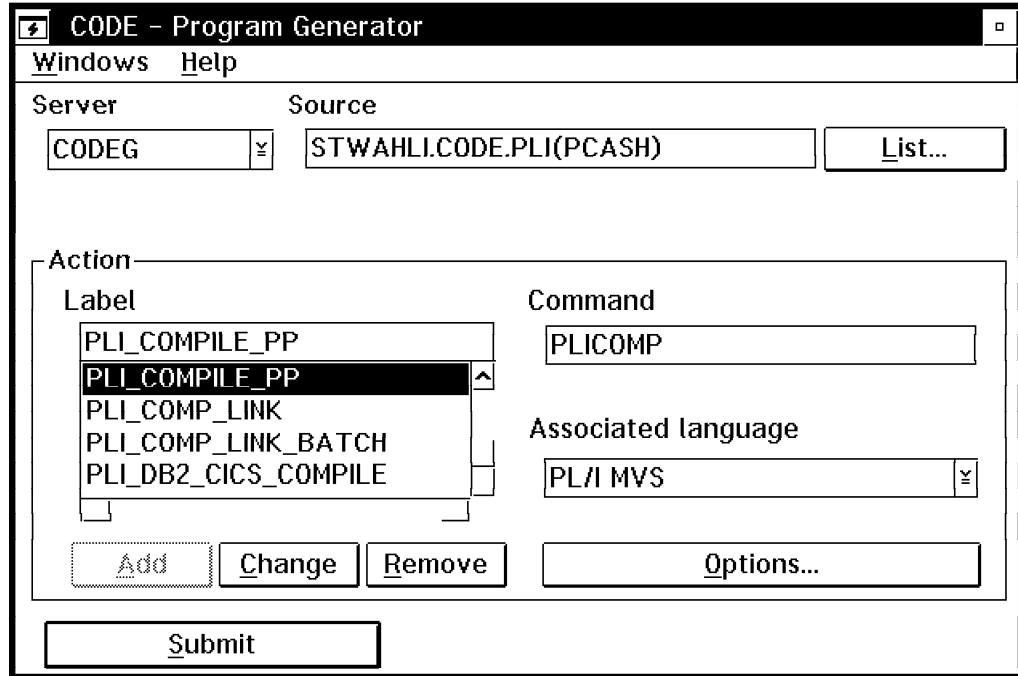 CODE - Program Generator
Windows Help
Server Source
CODEG STWAHLI.CODE.PLI(PCASH) List...
Action
Label Command
PLI_COMPILE_PP PLICOMP
PLI_COMPILE_PP
PLI_COMP_LINK
PLI_COMP_LINK_BATCH Associated language
PLI_DB2_CICS_COMPILE PL/I MVS
Add Change Remove Options...
Submit